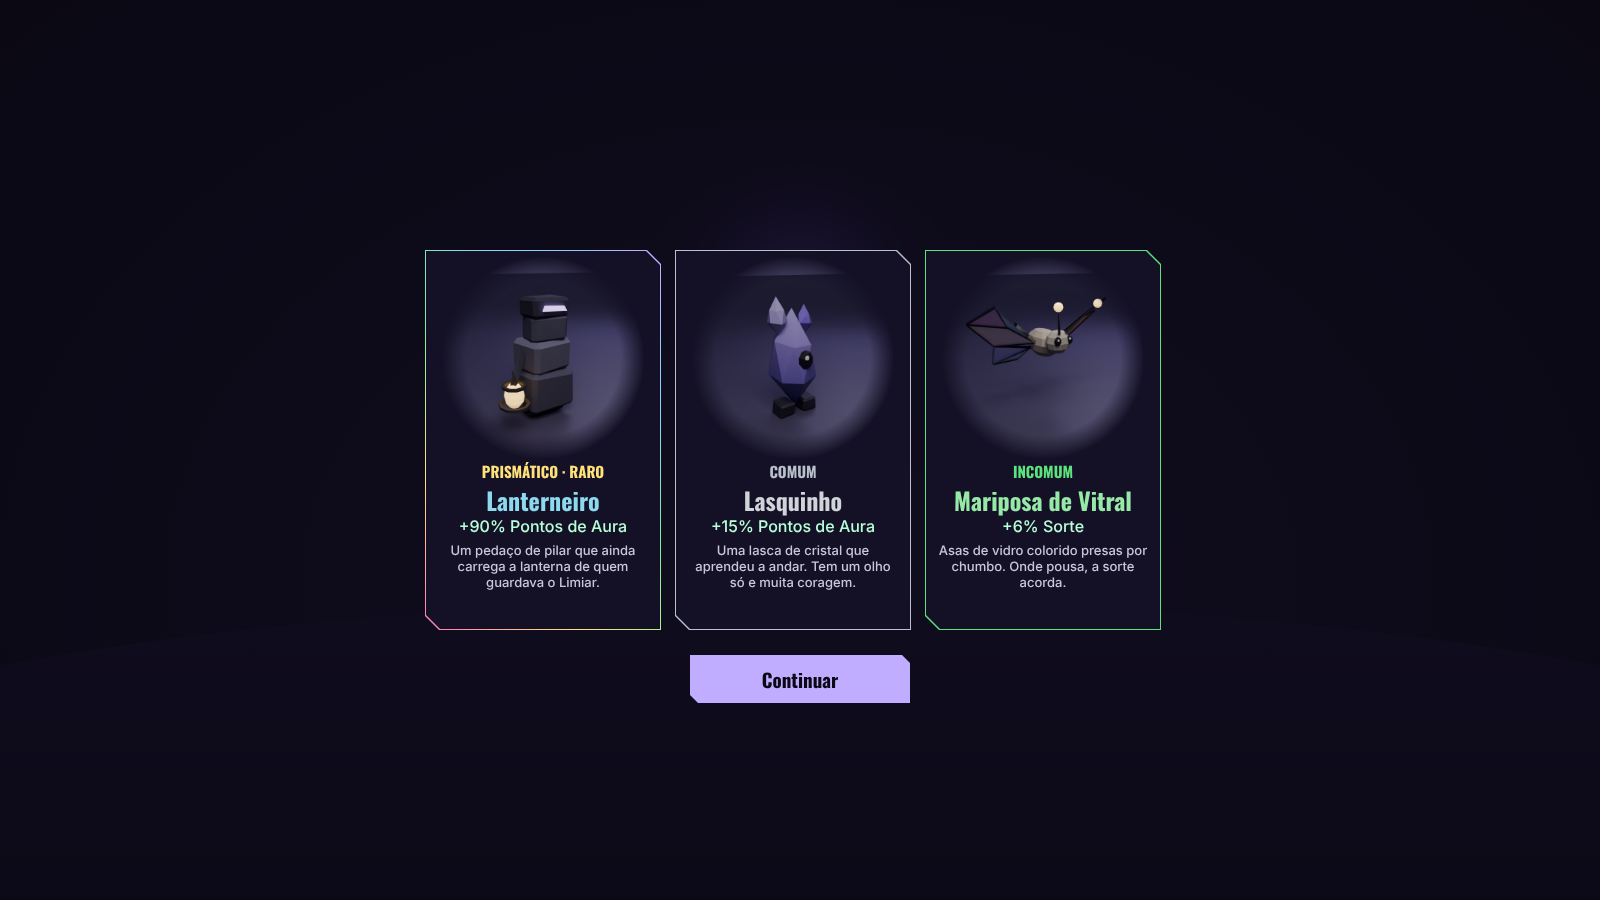 PRISMÁTICO · RARO
Lanterneiro
+90% Pontos de Aura
Um pedaço de pilar que ainda
carrega a lanterna de quem
guardava o Limiar.
COMUM
Lasquinho
+15% Pontos de Aura
Uma lasca de cristal que
aprendeu a andar. Tem um olho
só e muita coragem.
INCOMUM
Mariposa de Vitral
+6% Sorte
Asas de vidro colorido presas por
chumbo. Onde pousa, a sorte
acorda.
Continuar